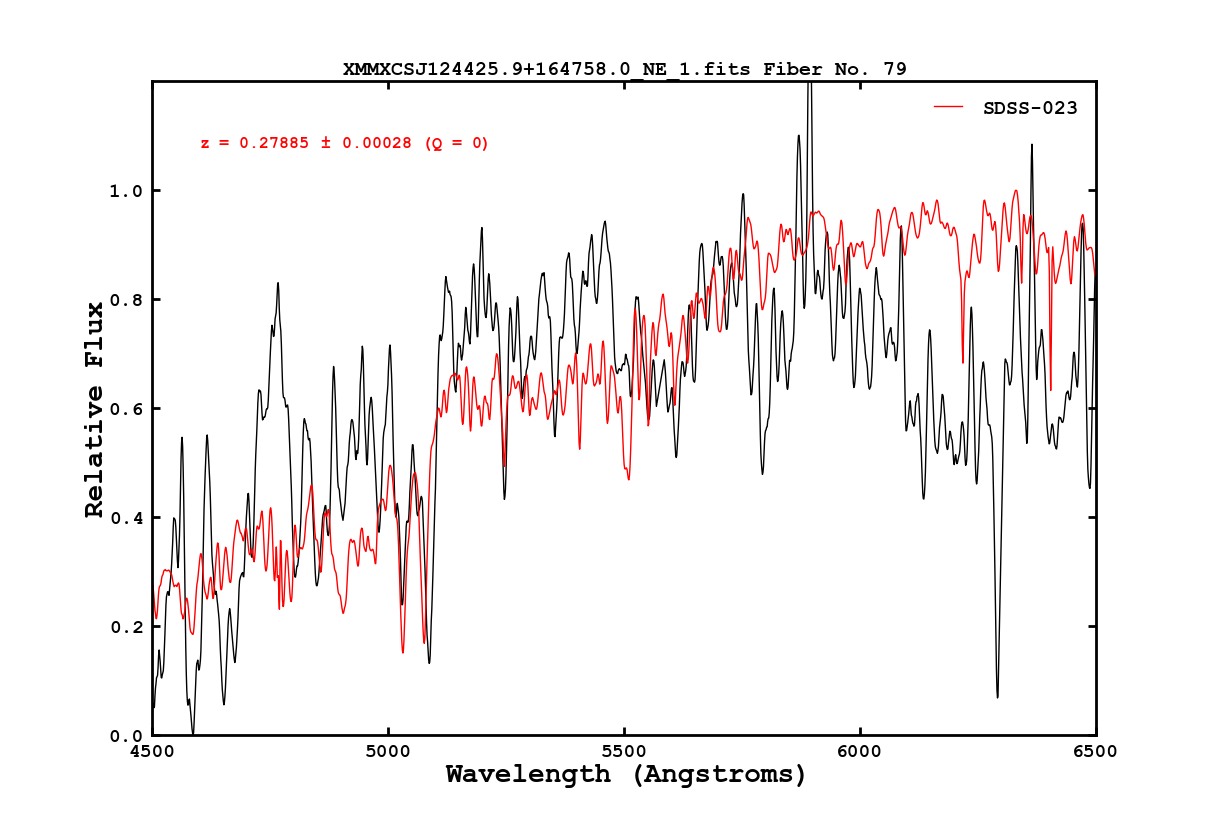 XMMXCSJ124425.9+164758.0_NE_1.fits Fiber No. 79
SDSS-023
z = 0.27885 ± 0.00028 (Q = 0)
1.0
0.8
0.6
0.4
0.2
0.0
Relative Flux
4500 5000 5500 6000 6500
Wavelength (Angstroms)